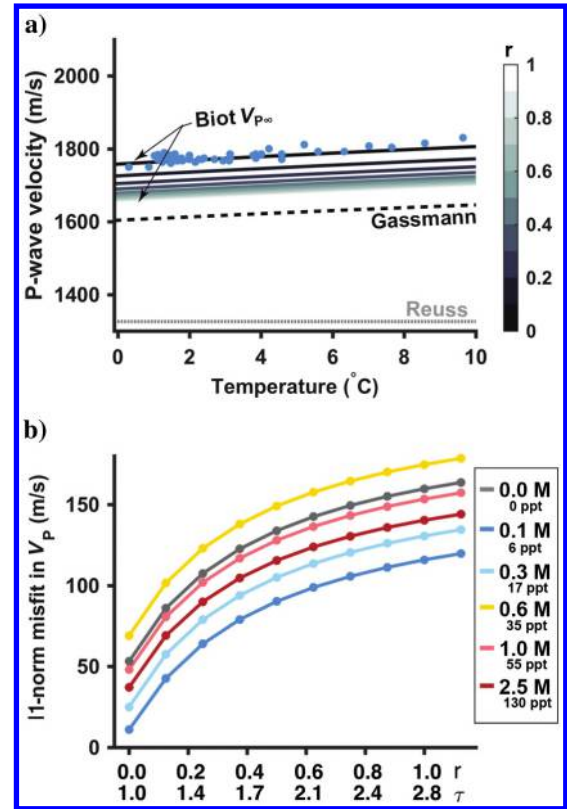 a)
2000
1800
1600
1400
P-wave velocity (m/s)
Biot VP∞
Gassmann
Reuss
0 2 4 6 8 10
Temperature (°C)
r
1
0.8
0.6
0.4
0.2
0
b)
150
100
50
0
l1-norm misfit in VP (m/s)
0.0 0.2 0.4 0.6 0.8 1.0 r
1.0 1.4 1.7 2.1 2.4 2.8 τ
0.0 M
0 ppt
0.1 M
6 ppt
0.3 M
17 ppt
0.6 M
35 ppt
1.0 M
55 ppt
2.5 M
130 ppt